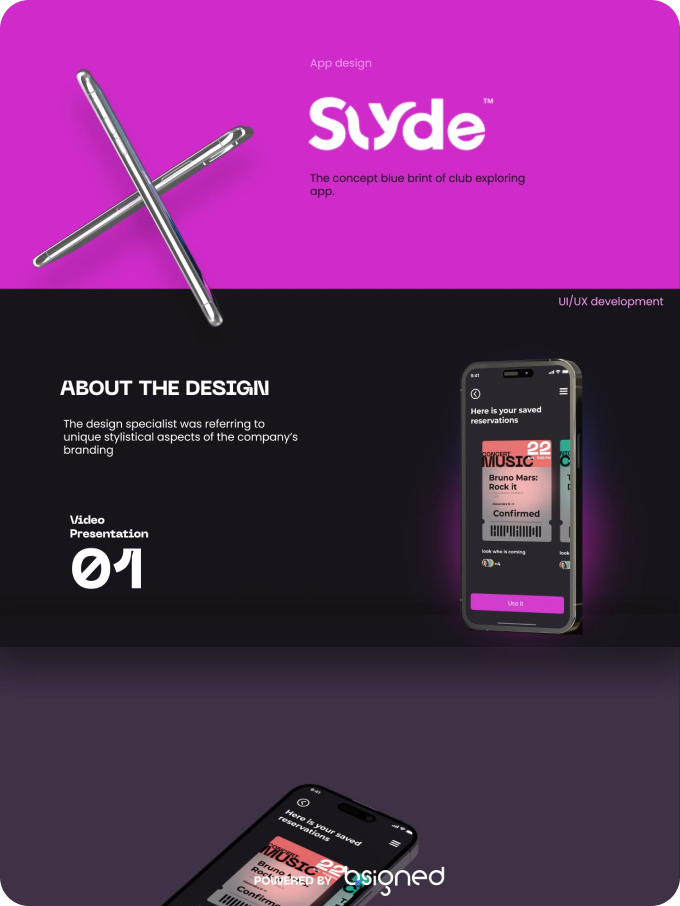 App design
Slyde™
The concept blue brint of club exploring
app.
UI/UX development
ABOUT THE DESIGN
The design specialist was referring to
unique stylistical aspects of the company's
branding
Video
Presentation
01
9:41
Here is your saved
reservations
CONCERT
MUSIC
22
Bruno Mars:
Rock it
Confirmed
look who is coming
+4
look
Use it
9:41
Here is your saved
reservations
CONCERT
MUSIC
22
Bruno
POWERED BY bsigned